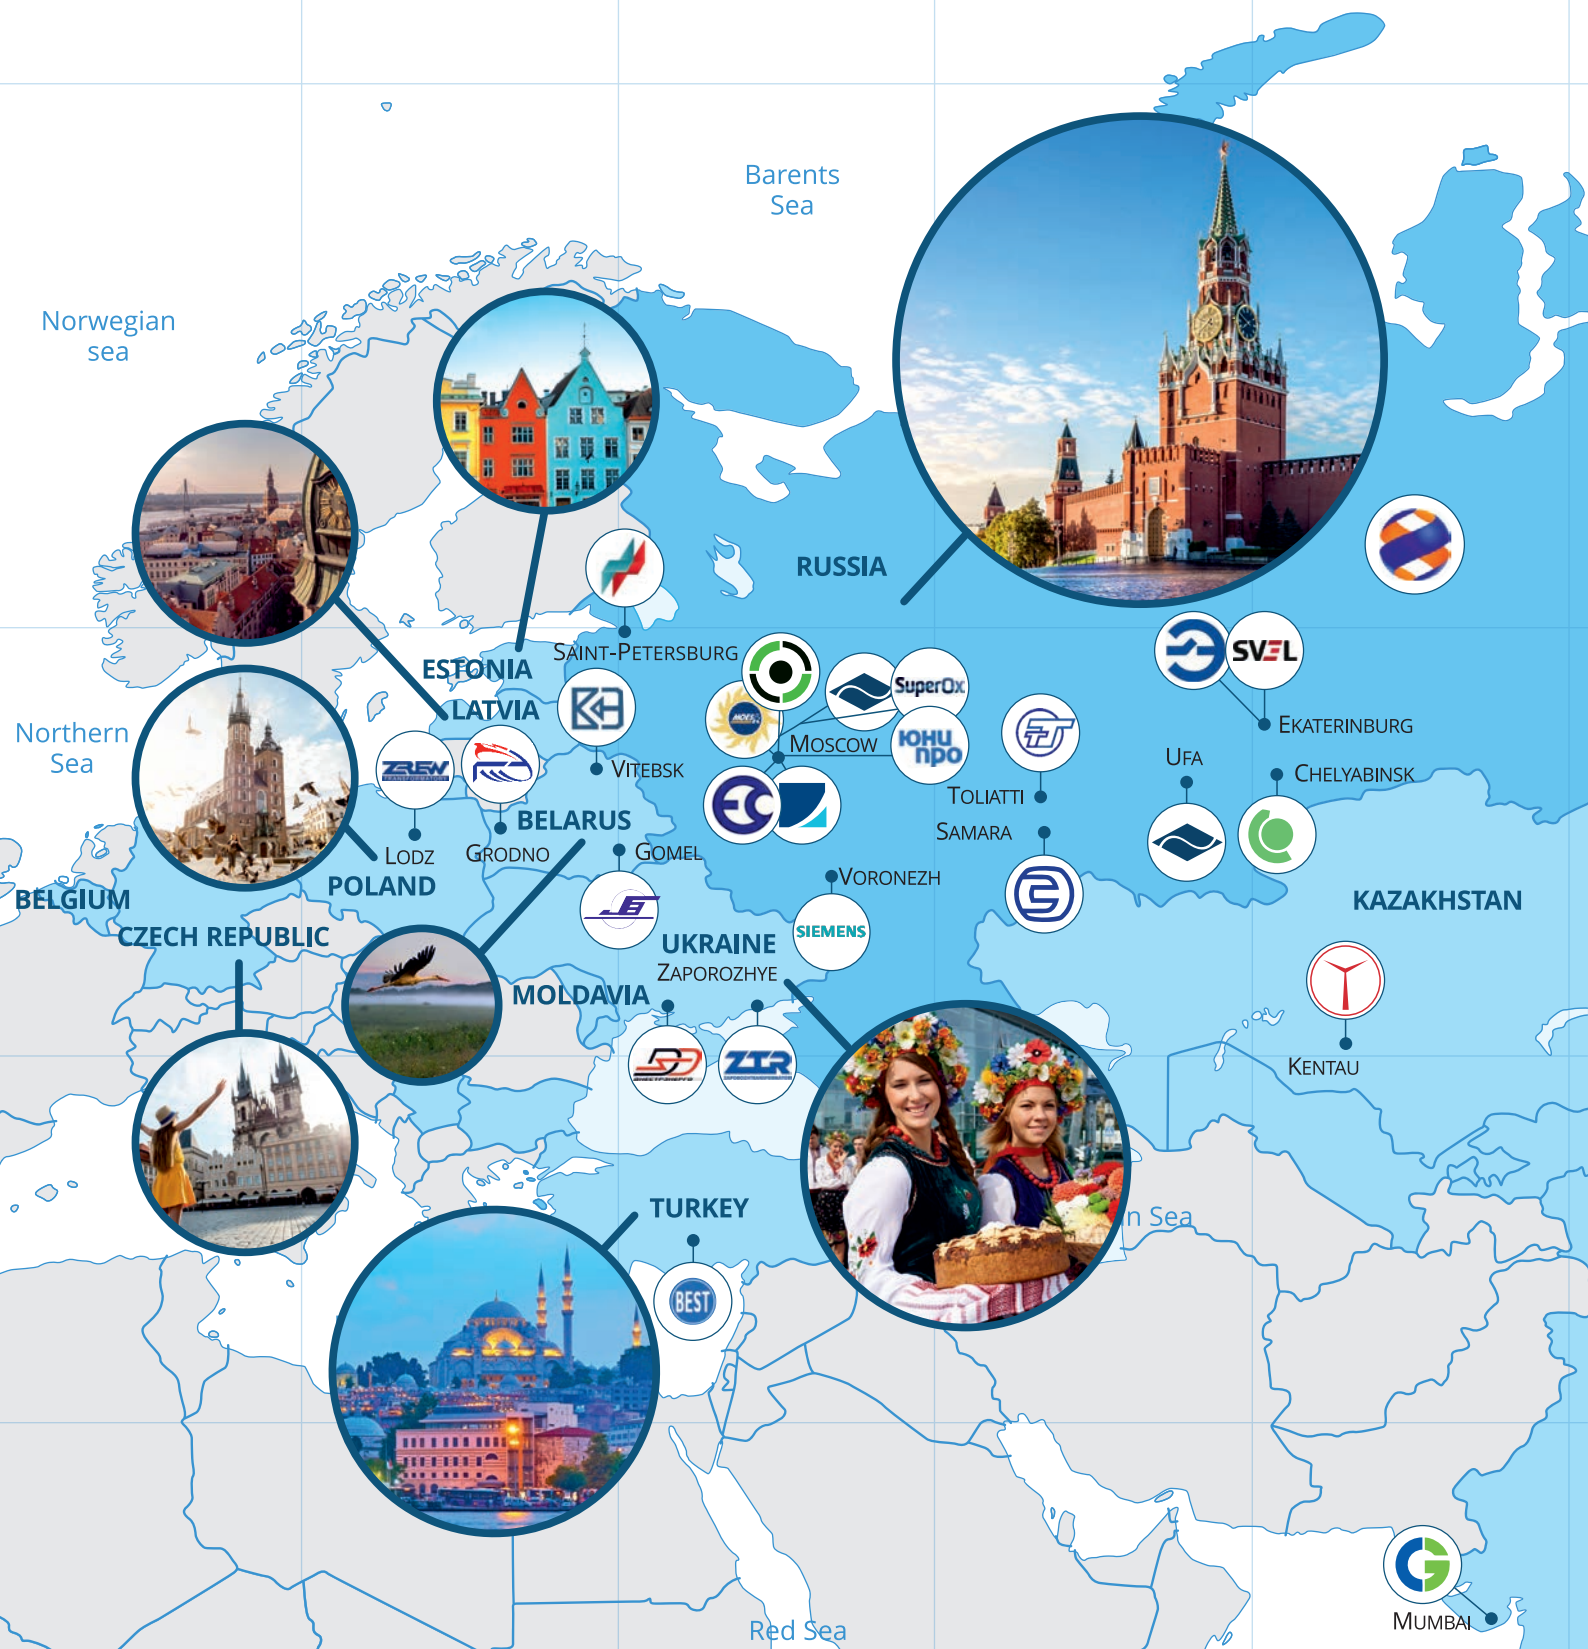 Barents
Sea
Norwegian
sea
RUSSIA
SAINT-PETERSBURG
ESTONIA
LATVIA
SVEL
SuperOx
MOES
MOSCOW
ЮНИ
ПРО
EKATERINBURG
Northern
Sea
ZREW
TRANSFORMATORY
VITEBSK
UFA
CHELYABINSK
TOLIATTI
BELARUS
SAMARA
LODZ
GRODNO
GOMEL
POLAND
VORONEZH
BELGIUM
KAZAKHSTAN
CZECH REPUBLIC
SIEMENS
UKRAINE
ZAPOROZHYE
MOLDAVIA
ZTR
KENTAU
TURKEY
n Sea
BEST
MUMBAI
Red Sea